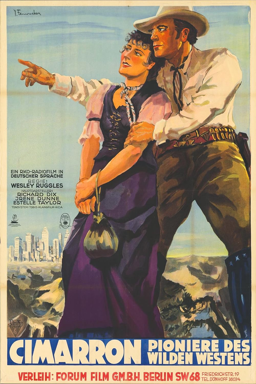 EIN RKO-RADIOFILM IN
DEUTSCHER SPRACHE
REGIE:
WESLEY RUGGLES
RICHARD DIX
IRENE DUNNE
ESTELLE TAYLOR
CIMARRON PIONIERE DES
WILDEN WESTENS
VERLEIH: FORUM FILM G.M.B.H. BERLIN SW 68